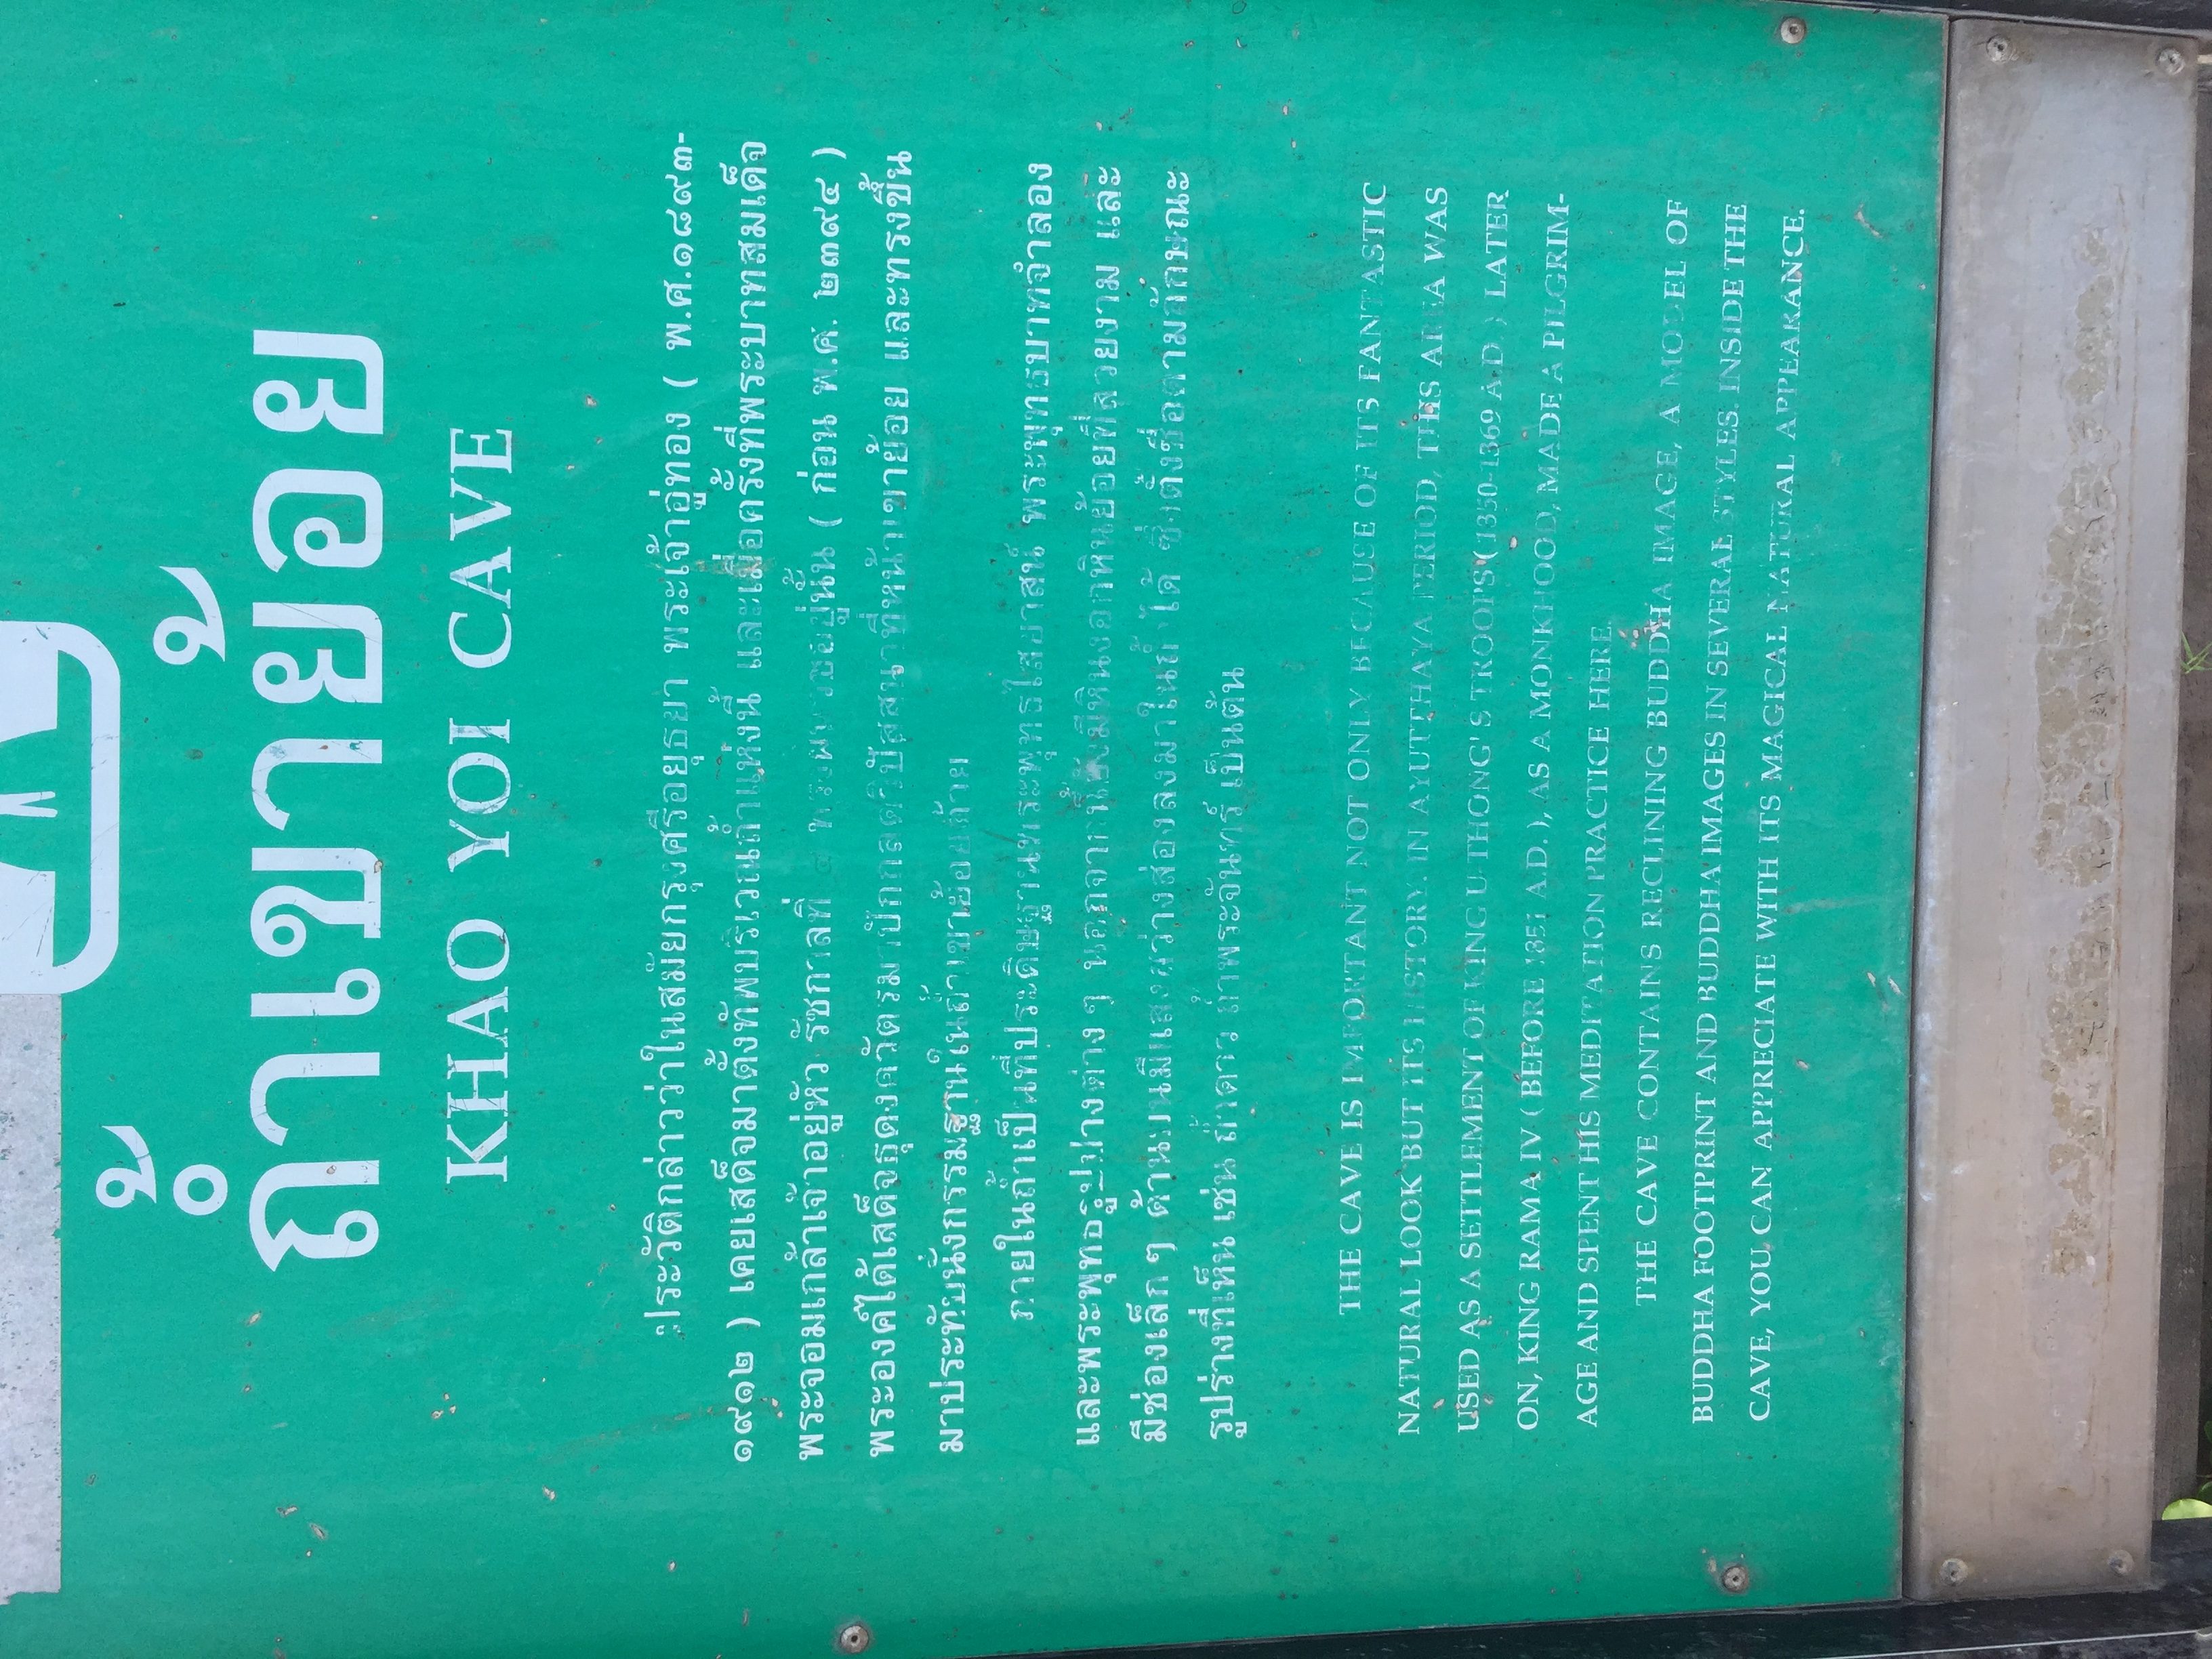 ถ้ำเขาย้อย
KHAO YOI CAVE
ประวัติกล่าวว่าในสมัยกรุงศรีอยุธยา พระเจ้าอู่ทอง ( พ.ศ.๑๘๙๓-
๑๙๑๒ ) เคยเสด็จมาตั้งทัพบริเวณถ้ำแห่งนี้ และเมื่อครั้งที่พระบาทสมเด็จ
พระจอมเกล้าเจ้าอยู่หัว รัชกาลที่ ๔ ทรงผนวชอยู่นั้น ( ก่อน พ.ศ. ๒๓๙๔ )
พระองค์ได้เสด็จธุดงควัตรมาปักกลดวิปัสสนาที่หน้าเขาย้อย และทรงขึ้น
มาประทับนั่งกรรมฐานในถ้ำเขาย้อยด้วย
ภายในถ้ำเป็นที่ประดิษฐานพระพุทธไสยาสน์ พระพุทธบาทจำลอง
และพระพุทธรูปปางต่าง ๆ นอกจากนี้ยังมีหินงอกหินย้อยที่สวยงาม และ
มีช่องเล็ก ๆ ด้านบนมีแสงสว่างส่องลงมาในถ้ำได้ ซึ่งตั้งชื่อตามลักษณะ
รูปร่างที่เห็น เช่น ถ้ำดาว ถ้ำพระจันทร์ เป็นต้น
THE CAVE IS IMPORTANT NOT ONLY BECAUSE OF ITS FANTASTIC
NATURAL LOOK BUT ITS HISTORY. IN AYUTTHAYA PERIOD, THIS AREA WAS
USED AS A SETTLEMENT OF KING U-THONG'S TROOPS ( 1350-1369 A.D ) LATER
ON, KING RAMA IV ( BEFORE 1851 A.D. ), AS A MONKHOOD, MADE A PILGRIM-
AGE AND SPENT HIS MEDITATION PRACTICE HERE
THE CAVE CONTAINS RECLINING BUDDHA IMAGE, A MODEL OF
BUDDHA FOOTPRINT AND BUDDHA IMAGES IN SEVERAL STYLES. INSIDE THE
CAVE, YOU CAN APPRECIATE WITH ITS MAGICAL NATURAL APPEARANCE.